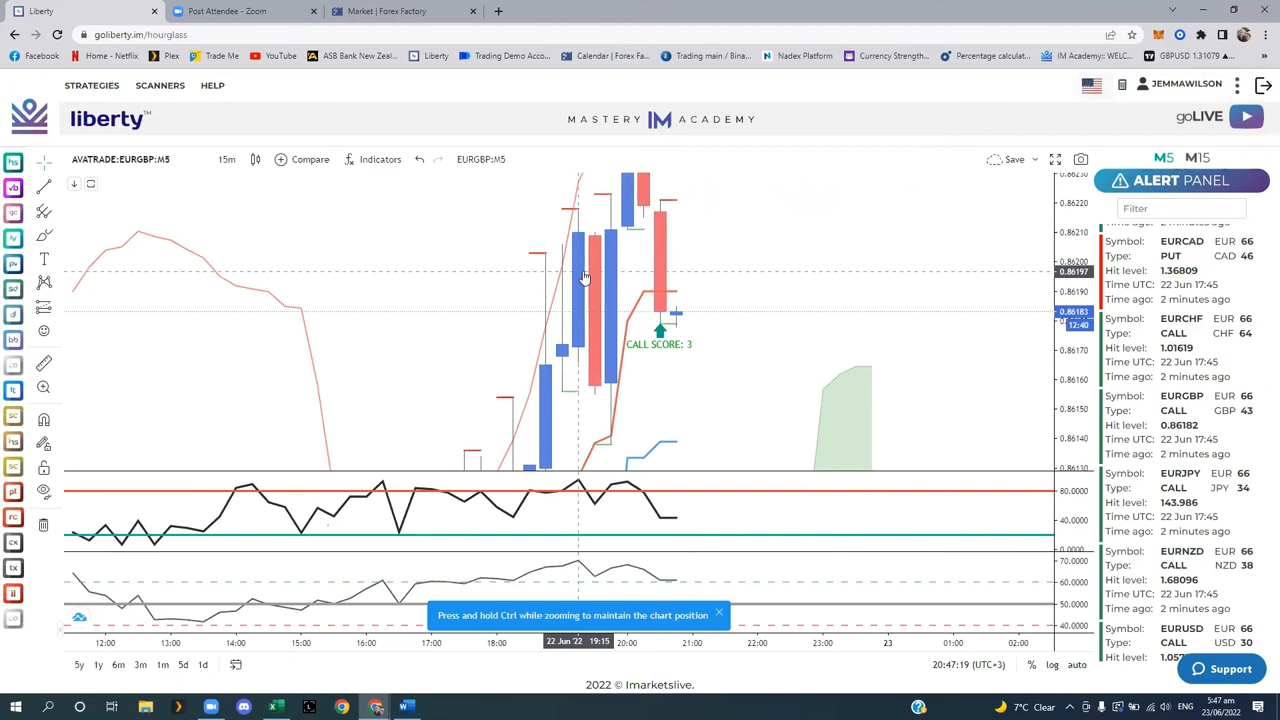 Liberty
Post Attendee - Zoom
Market | Forex Factory
goliberty.im/hourglass
Facebook
Home - Netflix
Plex
Trade Me
YouTube
ASB Bank New Zeal...
Liberty
Trading Demo Acco...
Calendar | Forex Fa...
Trading main / Bina...
Nadex Platform
Currency Strength...
Percentage calculat...
IM Academy:: WELC...
GBPUSD 1.31079 ▲...
STRATEGIES
SCANNERS
HELP
JEMMAWILSON
liberty™
MASTERY IM ACADEMY
goLIVE
AVATRADE:EURGBP:M5
15m
Compare
Indicators
EURGBP:M5
Save
M5 M15
ALERT PANEL
Filter
Time ago: 2 minutes ago
Symbol: EURCAD EUR 66
Type: PUT CAD 46
Hit level: 1.36809
Time UTC: 22 Jun 17:45
Time ago: 2 minutes ago
Symbol: EURCHF EUR 66
Type: CALL CHF 64
Hit level: 1.01619
Time UTC: 22 Jun 17:45
Time ago: 2 minutes ago
Symbol: EURGBP EUR 66
Type: CALL GBP 43
Hit level: 0.86182
Time UTC: 22 Jun 17:45
Time ago: 2 minutes ago
Symbol: EURJPY EUR 66
Type: CALL JPY 34
Hit level: 143.986
Time UTC: 22 Jun 17:45
Time ago: 2 minutes ago
Symbol: EURNZD EUR 66
Type: CALL NZD 38
Hit level: 1.68096
Time UTC: 22 Jun 17:45
Time ago: 2 minutes ago
Symbol: EURUSD EUR 66
Type: CALL USD 30
Support
0.86230
0.86220
0.86210
0.86200
0.86197
0.86190
0.86183
12:40
0.86170
0.86160
0.86150
0.86140
0.86130
80.0000
40.0000
0.0000
70.0000
60.0000
50.0000
40.0000
CALL SCORE: 3
Press and hold Ctrl while zooming to maintain the chart position
12:00
13:00
14:00
15:00
16:00
17:00
18:00
22 Jun '22 19:15
20:00
21:00
22:00
23:00
23
01:00
02:00
5y
1y
6m
3m
1m
5d
1d
20:47:19 (UTC+3)
%
log
auto
2022 © Imarketslive.
7°C Clear
ENG
5:47 am
23/06/2022